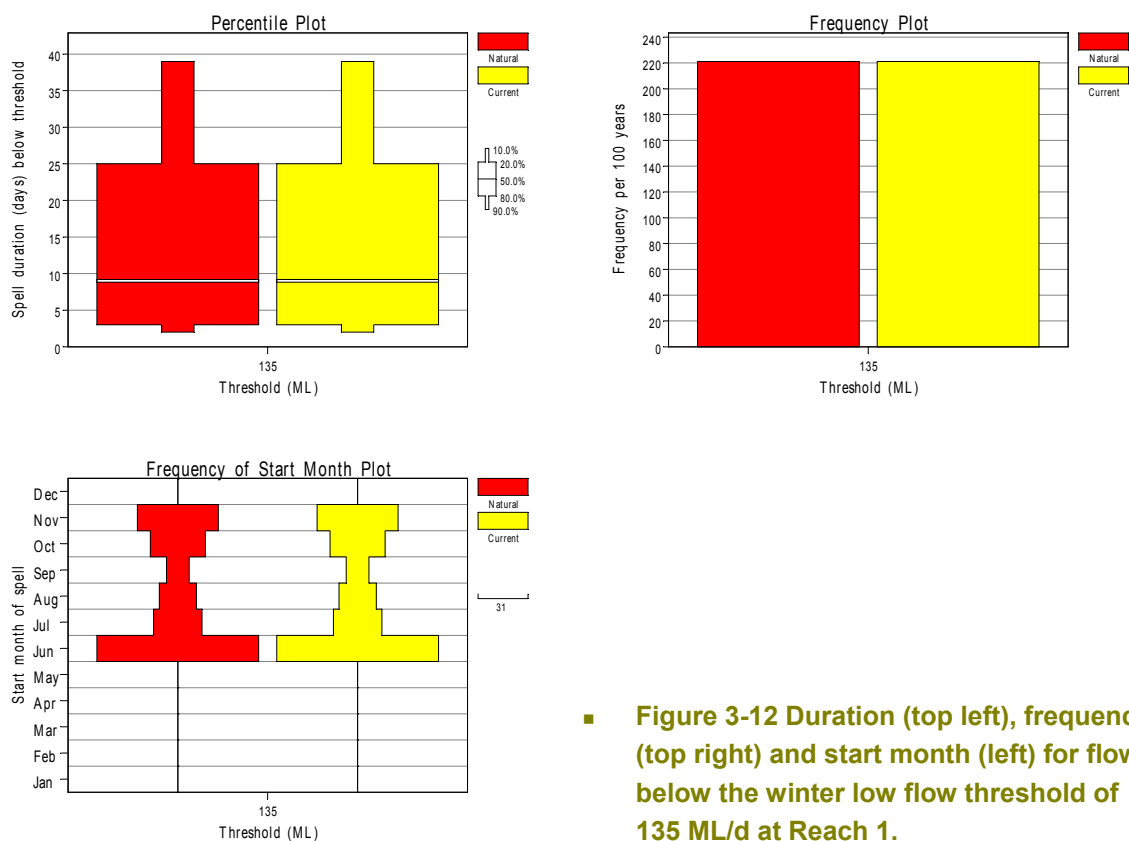 Percentile Plot
Spell duration (days) below threshold
40
35
30
25
20
15
10
5
0
135
Threshold (ML)
Natural
Current
10.0%
20.0%
50.0%
80.0%
90.0%
Frequency Plot
Frequency per 100 years
240
220
200
180
160
140
120
100
80
60
40
20
0
135
Threshold (ML)
Natural
Current
Frequency of Start Month Plot
Start month of spell
Dec
Nov
Oct
Sep
Aug
Jul
Jun
May
Apr
Mar
Feb
Jan
135
Threshold (ML)
Natural
Current
31
▪ Figure 3-12 Duration (top left), frequenc
(top right) and start month (left) for flow
below the winter low flow threshold of
135 ML/d at Reach 1.